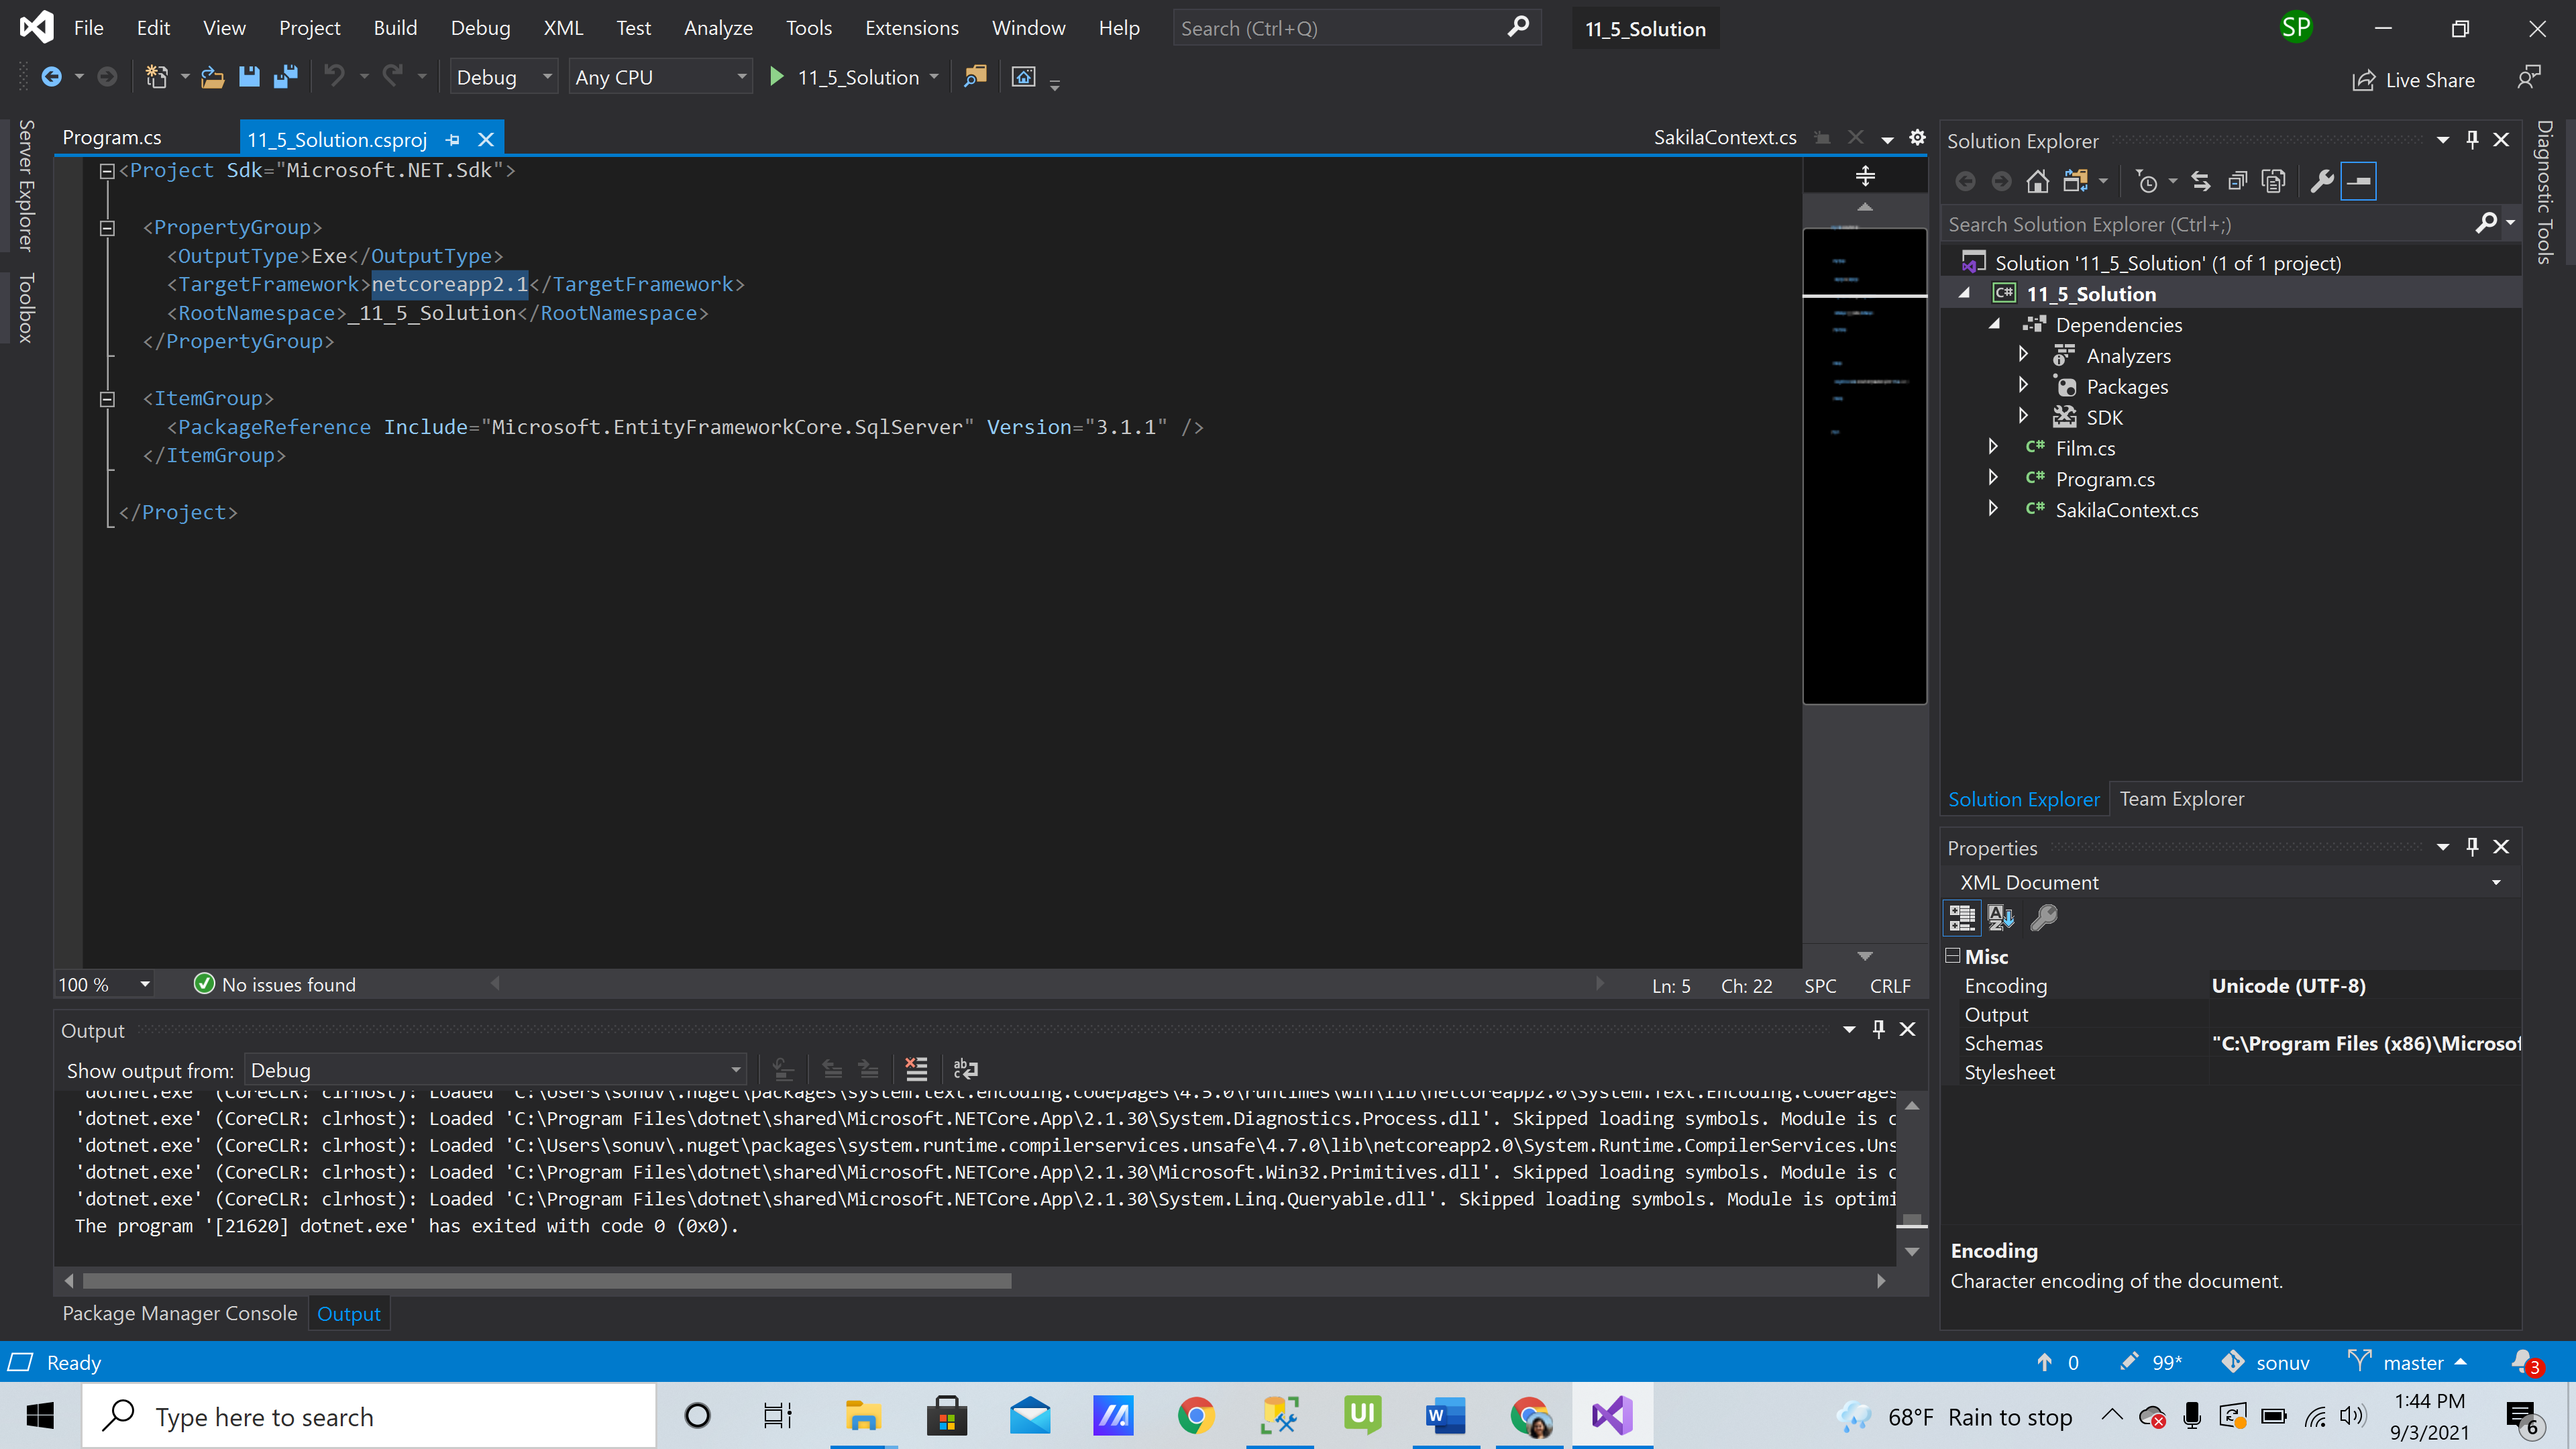 File Edit View Project Build Debug XML Test Analyze Tools Extensions Window Help Search (Ctrl+Q) 11_5_Solution SP
Debug Any CPU 11_5_Solution Live Share
Server Explorer
Toolbox
Program.cs 11_5_Solution.csproj SakilaContext.cs
<Project Sdk="Microsoft.NET.Sdk">
<PropertyGroup>
<OutputType>Exe</OutputType>
<TargetFramework>netcoreapp2.1</TargetFramework>
<RootNamespace>_11_5_Solution</RootNamespace>
</PropertyGroup>
<ItemGroup>
<PackageReference Include="Microsoft.EntityFrameworkCore.SqlServer" Version="3.1.1" />
</ItemGroup>
</Project>
100 % No issues found Ln: 5 Ch: 22 SPC CRLF
Output
Show output from: Debug
'dotnet.exe' (CoreCLR: clrhost): Loaded 'C:\Users\sonuv\.nuget\packages\system.text.encoding.codepages\4.5.0\runtimes\win\lib\netcoreapp2.0\System.Text.Encoding.CodePages
'dotnet.exe' (CoreCLR: clrhost): Loaded 'C:\Program Files\dotnet\shared\Microsoft.NETCore.App\2.1.30\System.Diagnostics.Process.dll'. Skipped loading symbols. Module is
'dotnet.exe' (CoreCLR: clrhost): Loaded 'C:\Users\sonuv\.nuget\packages\system.runtime.compilerservices.unsafe\4.7.0\lib\netcoreapp2.0\System.Runtime.CompilerServices.Uns
'dotnet.exe' (CoreCLR: clrhost): Loaded 'C:\Program Files\dotnet\shared\Microsoft.NETCore.App\2.1.30\Microsoft.Win32.Primitives.dll'. Skipped loading symbols. Module is
'dotnet.exe' (CoreCLR: clrhost): Loaded 'C:\Program Files\dotnet\shared\Microsoft.NETCore.App\2.1.30\System.Linq.Queryable.dll'. Skipped loading symbols. Module is optimi
The program '[21620] dotnet.exe' has exited with code 0 (0x0).
Package Manager Console Output
Solution Explorer
Search Solution Explorer (Ctrl+;)
Solution '11_5_Solution' (1 of 1 project)
C# 11_5_Solution
Dependencies
Analyzers
Packages
SDK
C# Film.cs
C# Program.cs
C# SakilaContext.cs
Solution Explorer Team Explorer
Properties
XML Document
Misc
Encoding Unicode (UTF-8)
Output
Schemas "C:\Program Files (x86)\Microsof
Stylesheet
Encoding
Character encoding of the document.
Diagnostic Tools
Ready 0 99* sonuv master 3
Type here to search UI W 68°F Rain to stop 1:44 PM
9/3/2021 6